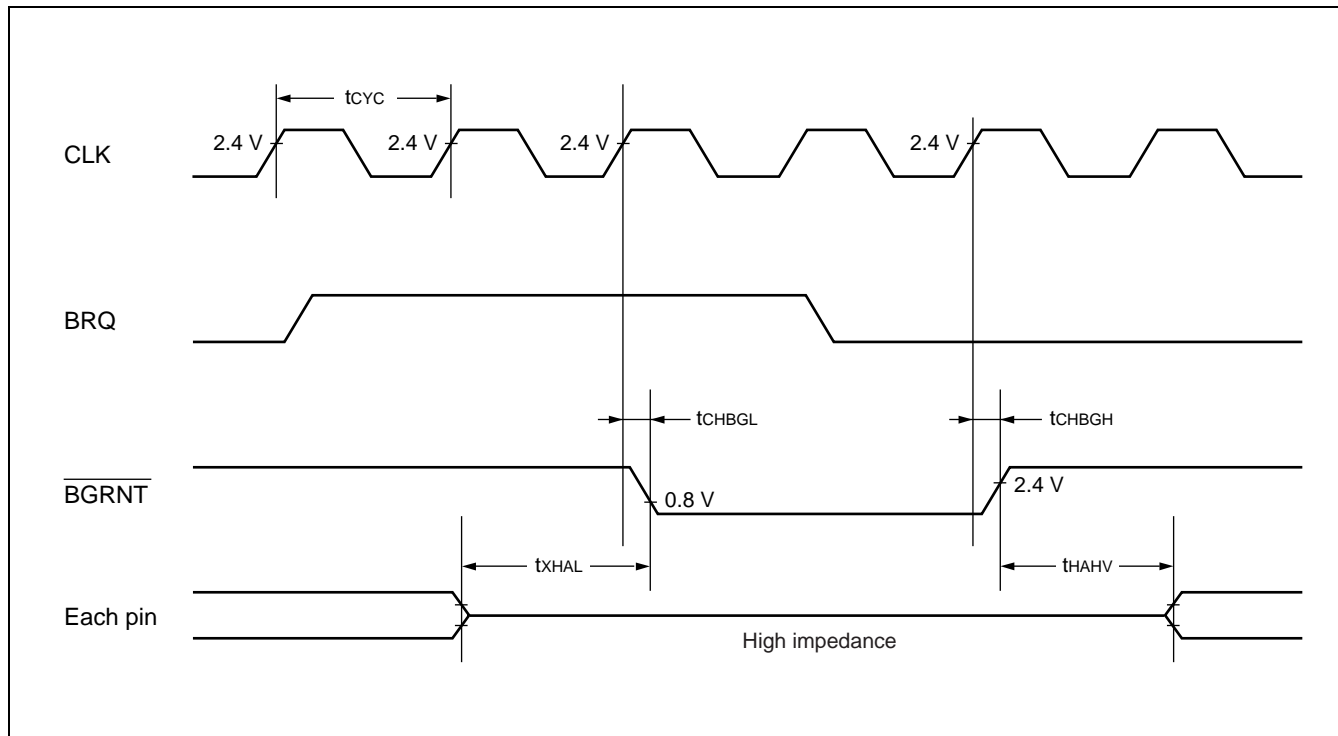 tCYC
CLK
2.4 V
2.4 V
2.4 V
2.4 V
BRQ
tCHBGL
tCHBGH
BGRNT
0.8 V
2.4 V
tXHAL
tHAHV
Each pin
High impedance